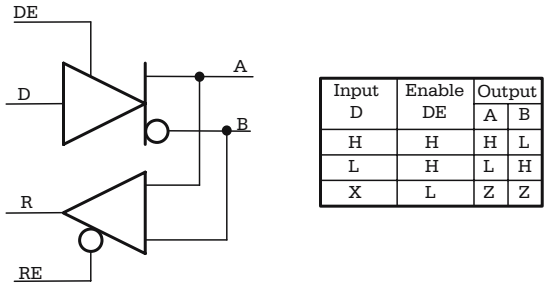 DE
D
A
B
R
RE
Input Enable Output
D DE A B
H H H L
L H L H
X L Z Z